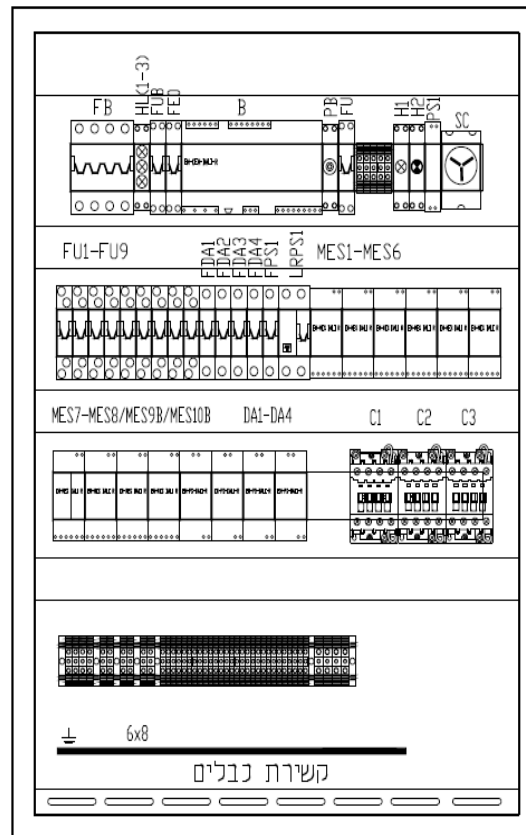 FB HL(1-3) FUB FED B PB FU H1 H2 PS1 SC
FU1-FU9 FDA1 FDA2 FDA3 FDA4 FPS1 LRPS1 MES1-MES6
MES7-MES8/MES9B/MES10B DA1-DA4 C1 C2 C3
6x8
קשירת כבלים